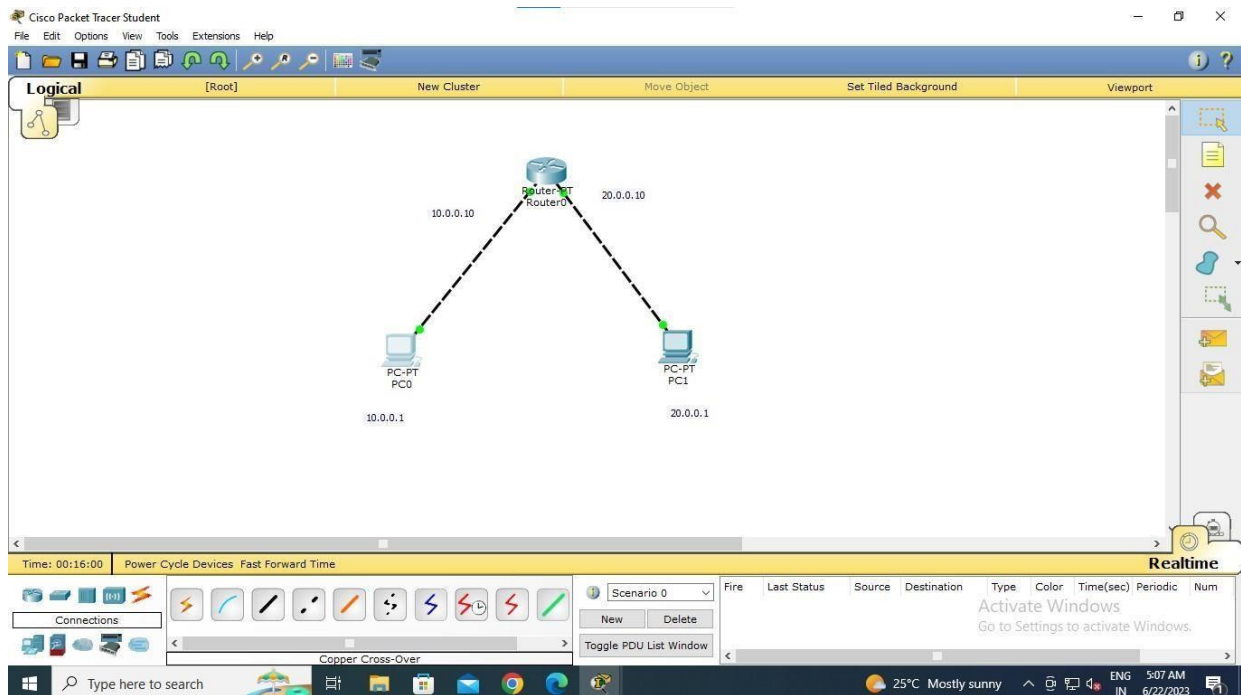 Cisco Packet Tracer Student
File Edit Options View Tools Extensions Help
Logical [Root] New Cluster Move Object Set Tiled Background Viewport
Router-PT
Router0
20.0.0.10
10.0.0.10
PC-PT
PC0
PC-PT
PC1
10.0.0.1
20.0.0.1
Time: 00:16:00 Power Cycle Devices Fast Forward Time Realtime
Connections
Copper Cross-Over
Scenario 0
New Delete
Toggle PDU List Window
Fire Last Status Source Destination Type Color Time(sec) Periodic Num
Activate Windows
Go to Settings to activate Windows.
Type here to search
25°C Mostly sunny
ENG
IN
5:07 AM
6/22/2023